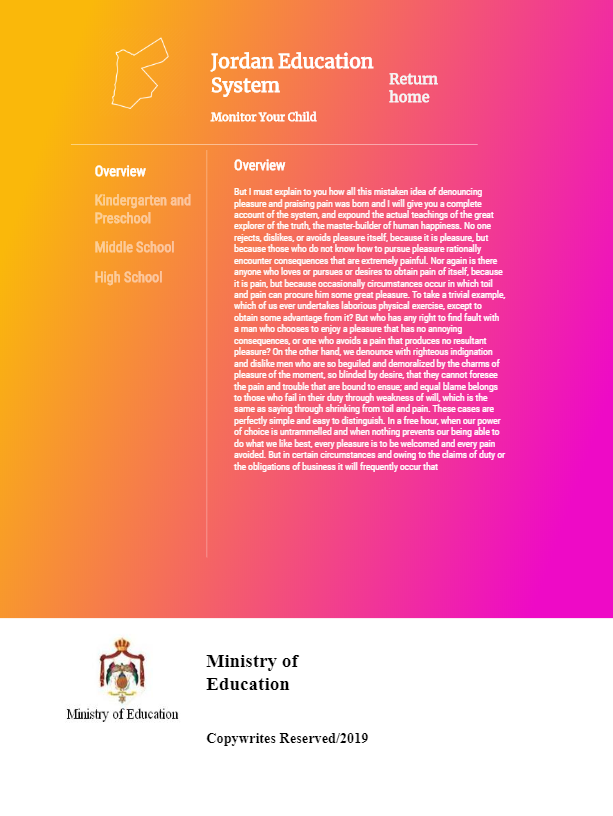 Jordan Education
System
Return
home
Monitor Your Child
Overview
Kindergarten and
Preschool
Middle School
High School
Overview
But I must explain to you how all this mistaken idea of denouncing
pleasure and praising pain was born and I will give you a complete
account of the system, and expound the actual teachings of the great
explorer of the truth, the master-builder of human happiness. No one
rejects, dislikes, or avoids pleasure itself, because it is pleasure, but
because those who do not know how to pursue pleasure rationally
encounter consequences that are extremely painful. Nor again is there
anyone who loves or pursues or desires to obtain pain of itself, because
it is pain, but because occasionally circumstances occur in which toil
and pain can procure him some great pleasure. To take a trivial example,
which of us ever undertakes laborious physical exercise, except to
obtain some advantage from it? But who has any right to find fault with
a man who chooses to enjoy a pleasure that has no annoying
consequences, or one who avoids a pain that produces no resultant
pleasure? On the other hand, we denounce with righteous indignation
and dislike men who are so beguiled and demoralized by the charms of
pleasure of the moment, so blinded by desire, that they cannot foresee
the pain and trouble that are bound to ensue; and equal blame belongs
to those who fail in their duty through weakness of will, which is the
same as saying through shrinking from toil and pain. These cases are
perfectly simple and easy to distinguish. In a free hour, when our power
of choice is untrammelled and when nothing prevents our being able to
do what we like best, every pleasure is to be welcomed and every pain
avoided. But in certain circumstances and owing to the claims of duty or
the obligations of business it will frequently occur that
Ministry of Education
Ministry of
Education
Copywrites Reserved/2019